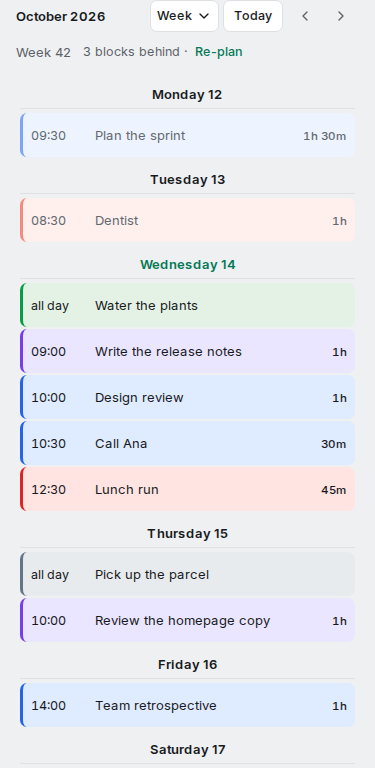 October 2026 Week Today
Week 42 3 blocks behind · Re-plan
Monday 12
09:30 Plan the sprint 1h 30m
Tuesday 13
08:30 Dentist 1h
Wednesday 14
all day Water the plants
09:00 Write the release notes 1h
10:00 Design review 1h
10:30 Call Ana 30m
12:30 Lunch run 45m
Thursday 15
all day Pick up the parcel
10:00 Review the homepage copy 1h
Friday 16
14:00 Team retrospective 1h
Saturday 17